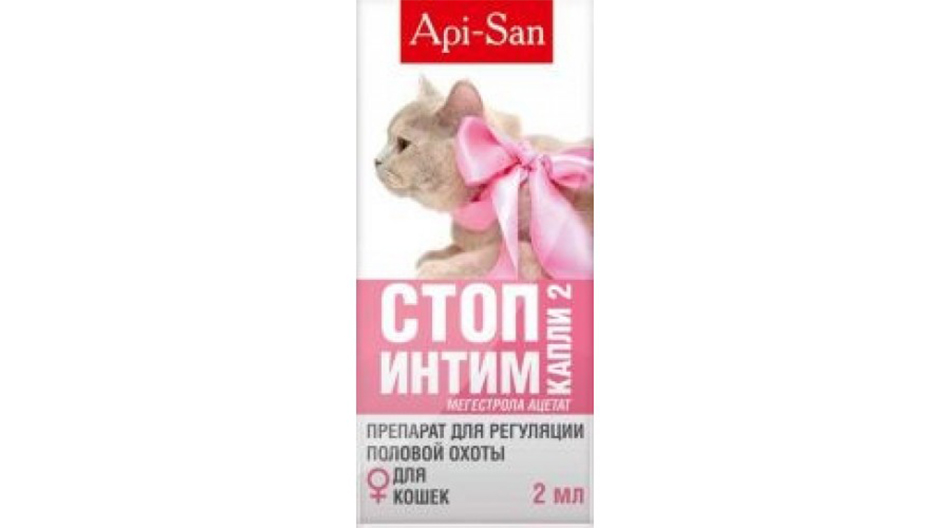 Api-San
СТОП
ИНТИМ
КАПЛИ 2
МЕГЕСТРОЛА АЦЕТАТ
ПРЕПАРАТ ДЛЯ РЕГУЛЯЦИИ
ПОЛОВОЙ ОХОТЫ
ДЛЯ
КОШЕК
2 мл